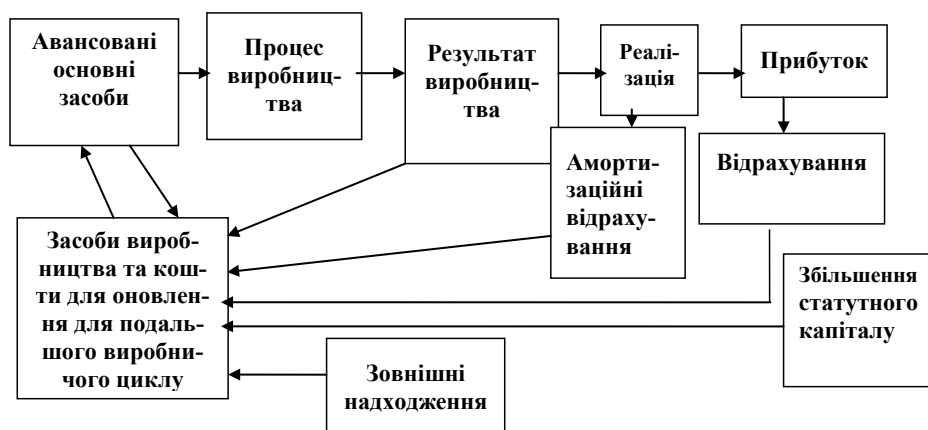 Авансовані
основні
засоби
Процес
виробниц-
тва
Результат
виробниц-
тва
Реалі-
зація
Прибуток
Аморти-
заційні
відраху-
вання
Відрахування
Засоби вироб-
ництва та кош-
ти для оновлен-
ня для подаль-
шого виробни-
чого циклу
Збільшення
статутного
капіталу
Зовнішні
надходження